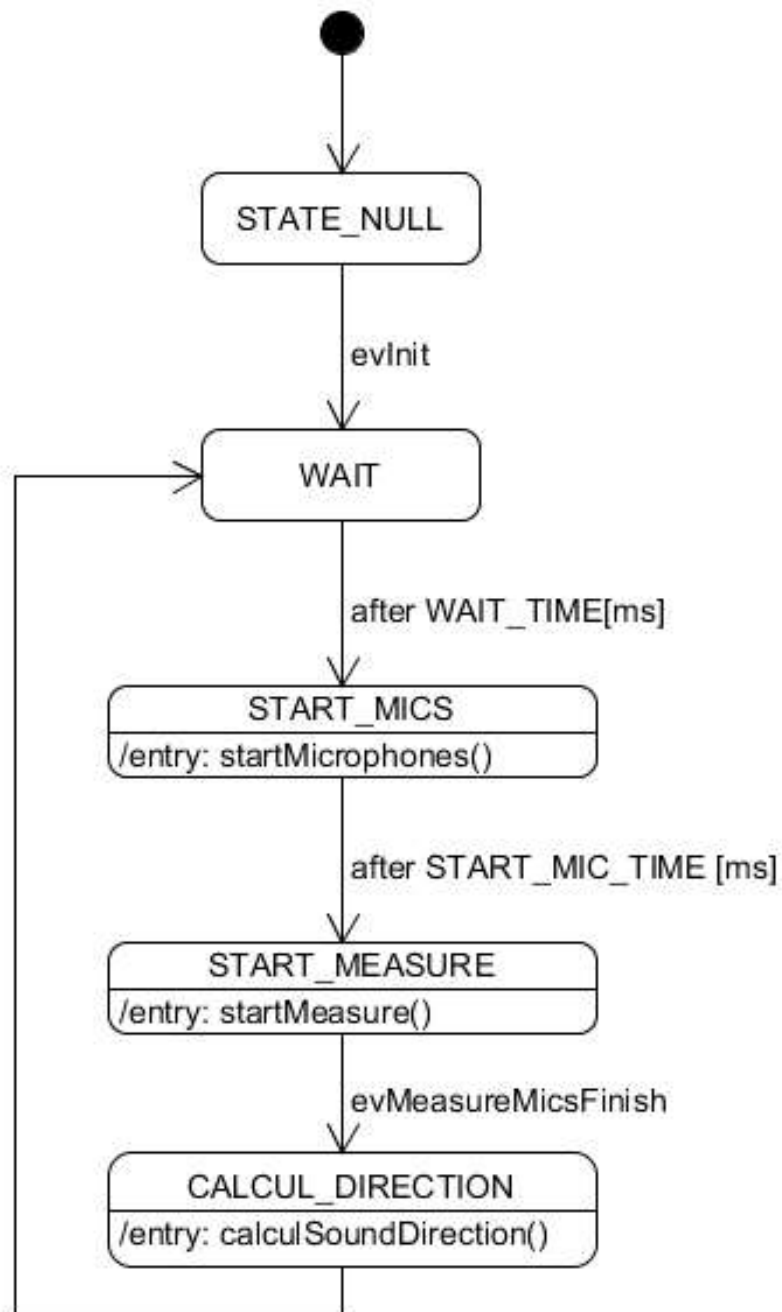 STATE_NULL
evInit
WAIT
after WAIT_TIME[ms]
START_MICS
/entry: startMicrophones()
after START_MIC_TIME [ms]
START_MEASURE
/entry: startMeasure()
evMeasureMicsFinish
CALCUL_DIRECTION
/entry: calculSoundDirection()